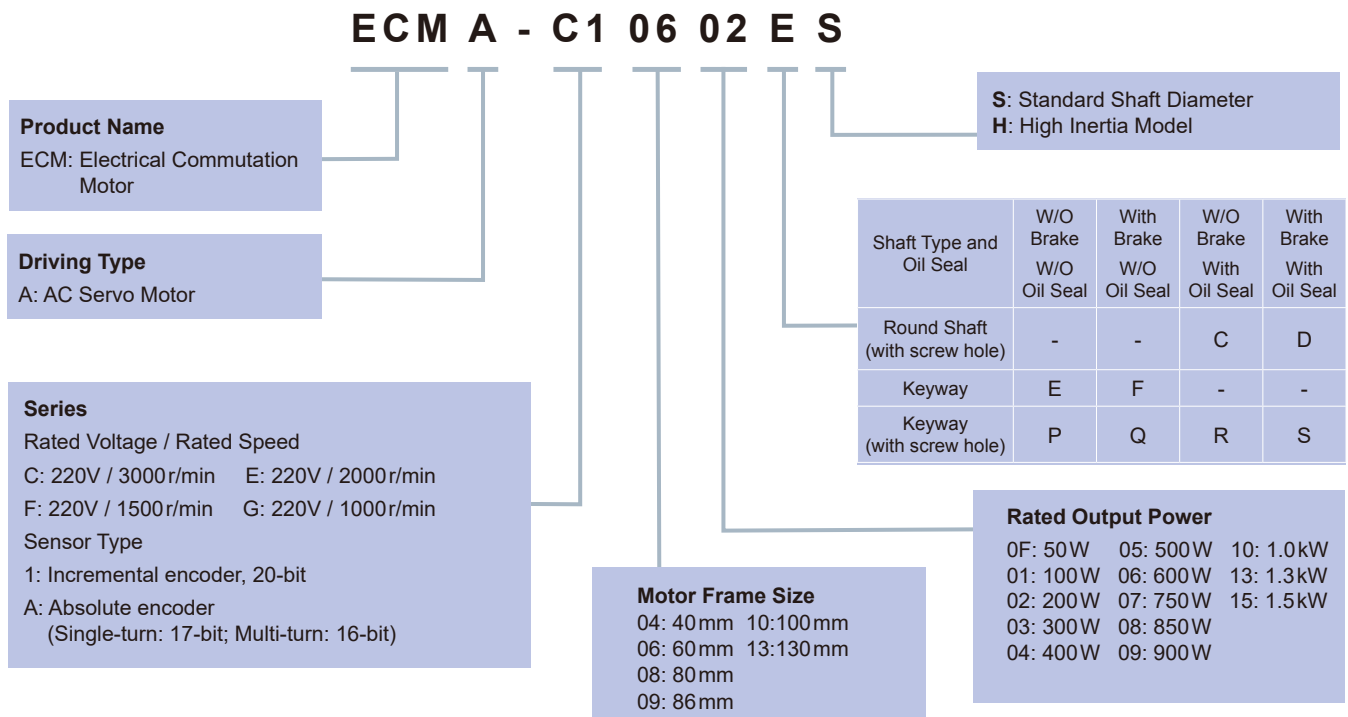 ECM A - C1 06 02 E S
Product Name
ECM: Electrical Commutation
Motor
Driving Type
A: AC Servo Motor
Series
Rated Voltage / Rated Speed
C: 220V / 3000r/min E: 220V / 2000r/min
F: 220V / 1500r/min G: 220V / 1000r/min
Sensor Type
1: Incremental encoder, 20-bit
A: Absolute encoder
(Single-turn: 17-bit; Multi-turn: 16-bit)
Motor Frame Size
04: 40mm 10:100mm
06: 60mm 13:130mm
08: 80mm
09: 86mm
Rated Output Power
0F: 50W 05: 500W 10: 1.0kW
01: 100W 06: 600W 13: 1.3kW
02: 200W 07: 750W 15: 1.5kW
03: 300W 08: 850W
04: 400W 09: 900W
Shaft Type and
Oil Seal
W/O
Brake
W/O
Oil Seal
With
Brake
W/O
Oil Seal
W/O
Brake
With
Oil Seal
With
Brake
With
Oil Seal
Round Shaft
(with screw hole)
- - C D
Keyway E F - -
Keyway
(with screw hole)
P Q R S
S: Standard Shaft Diameter
H: High Inertia Model